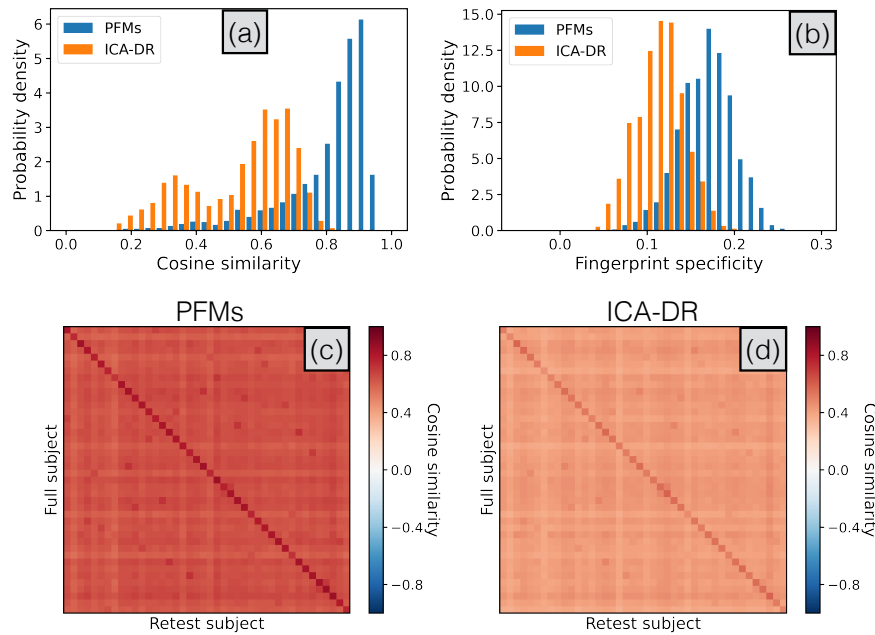 (a)
PFMs
ICA-DR
Probability density
0
1
2
3
4
5
6
0.0
0.2
0.4
0.6
0.8
1.0
Cosine similarity
(b)
PFMs
ICA-DR
Probability density
0.0
2.5
5.0
7.5
10.0
12.5
15.0
0.0
0.1
0.2
0.3
Fingerprint specificity
PFMs
(c)
Full subject
Retest subject
0.8
0.4
0.0
−0.4
−0.8
Cosine similarity
ICA-DR
(d)
Full subject
Retest subject
0.8
0.4
0.0
−0.4
−0.8
Cosine similarity